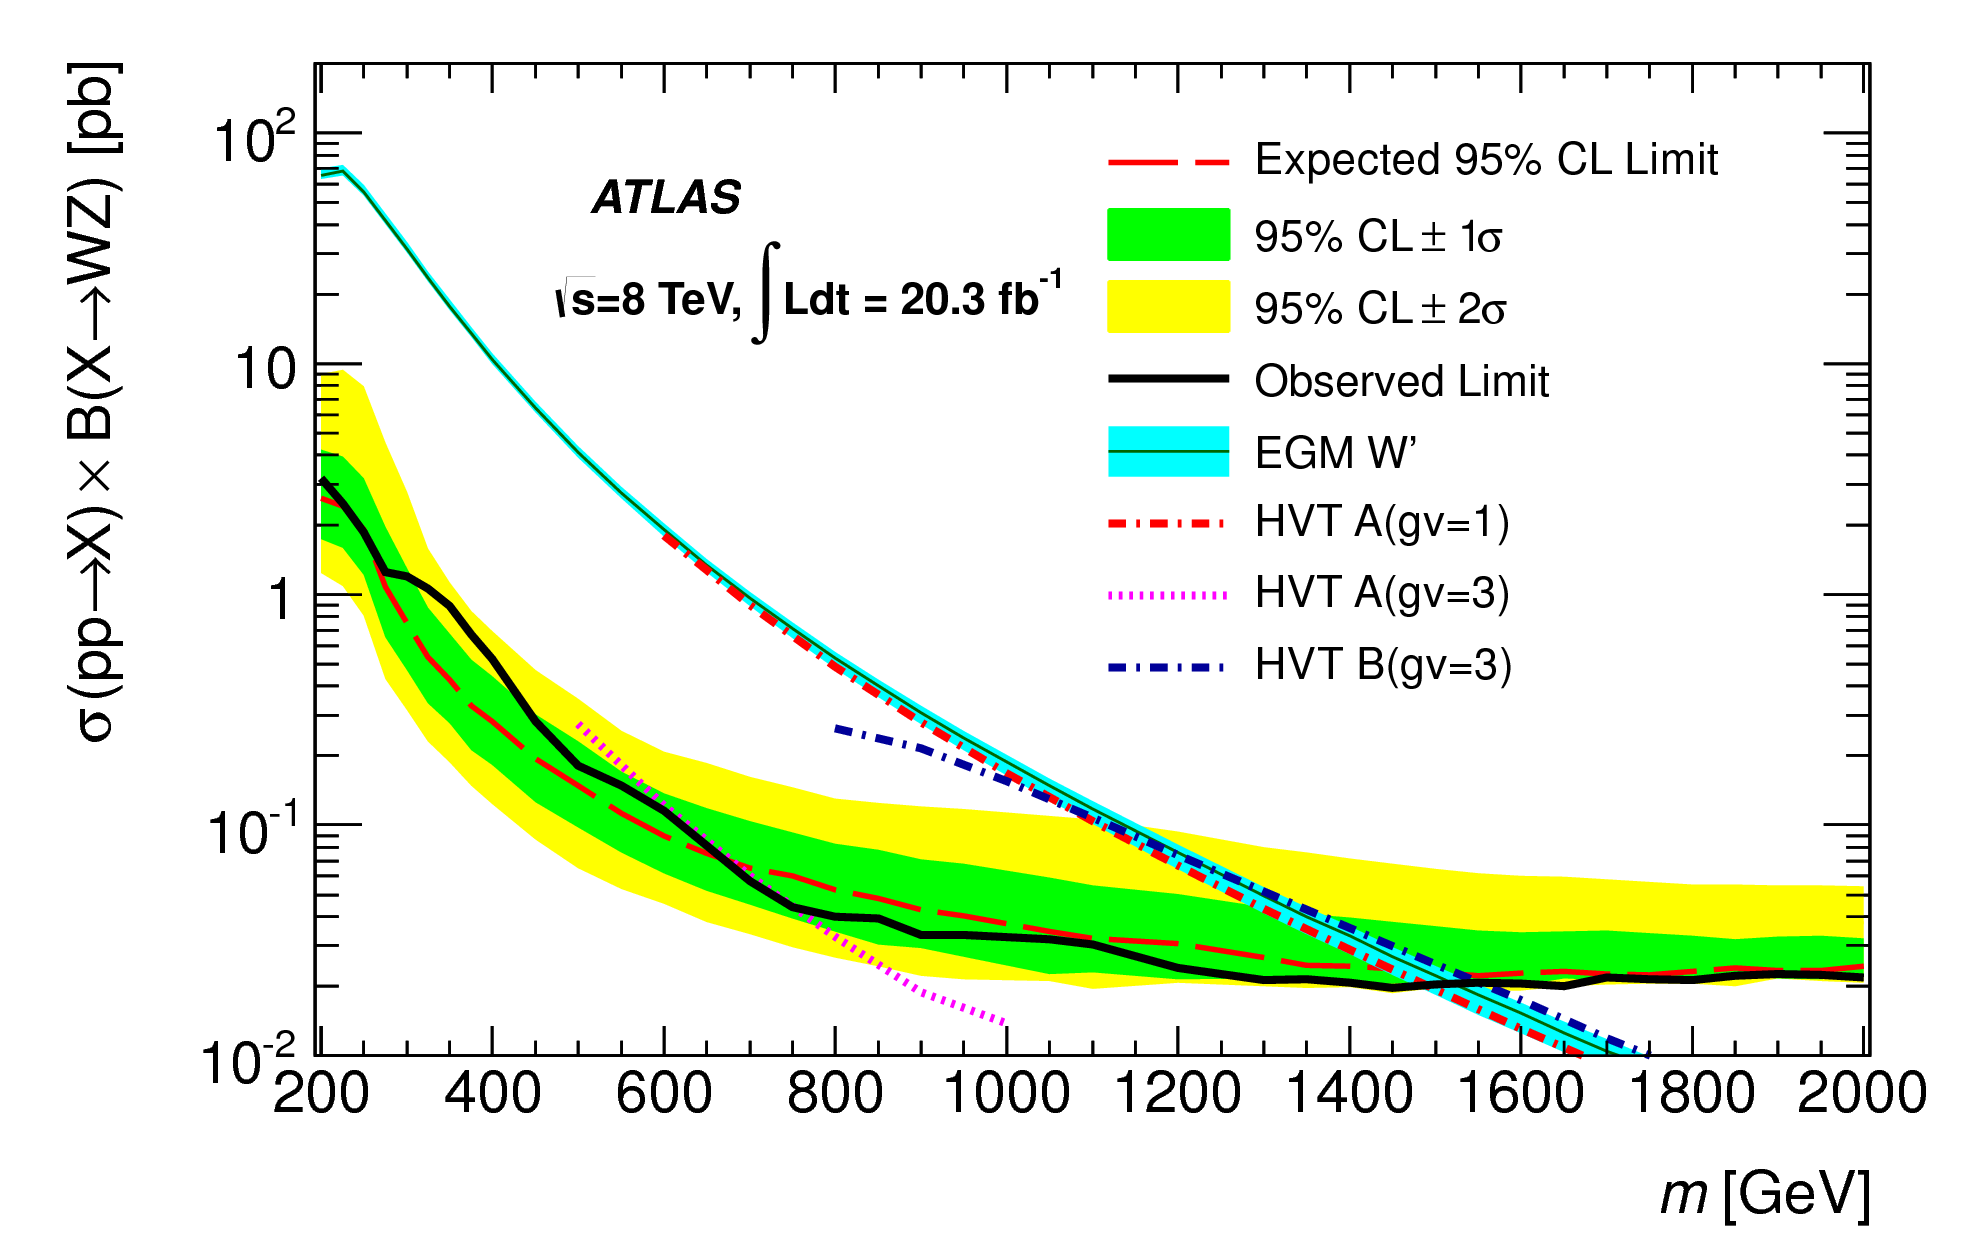 σ (pp→X) × B(X→WZ) [pb]
10²
10
1
10⁻¹
10⁻²
200 400 600 800 1000 1200 1400 1600 1800 2000
m [GeV]
ATLAS
√s=8 TeV, ∫Ldt = 20.3 fb⁻¹
Expected 95% CL Limit
95% CL ± 1σ
95% CL ± 2σ
Observed Limit
EGM W'
HVT A(gv=1)
HVT A(gv=3)
HVT B(gv=3)